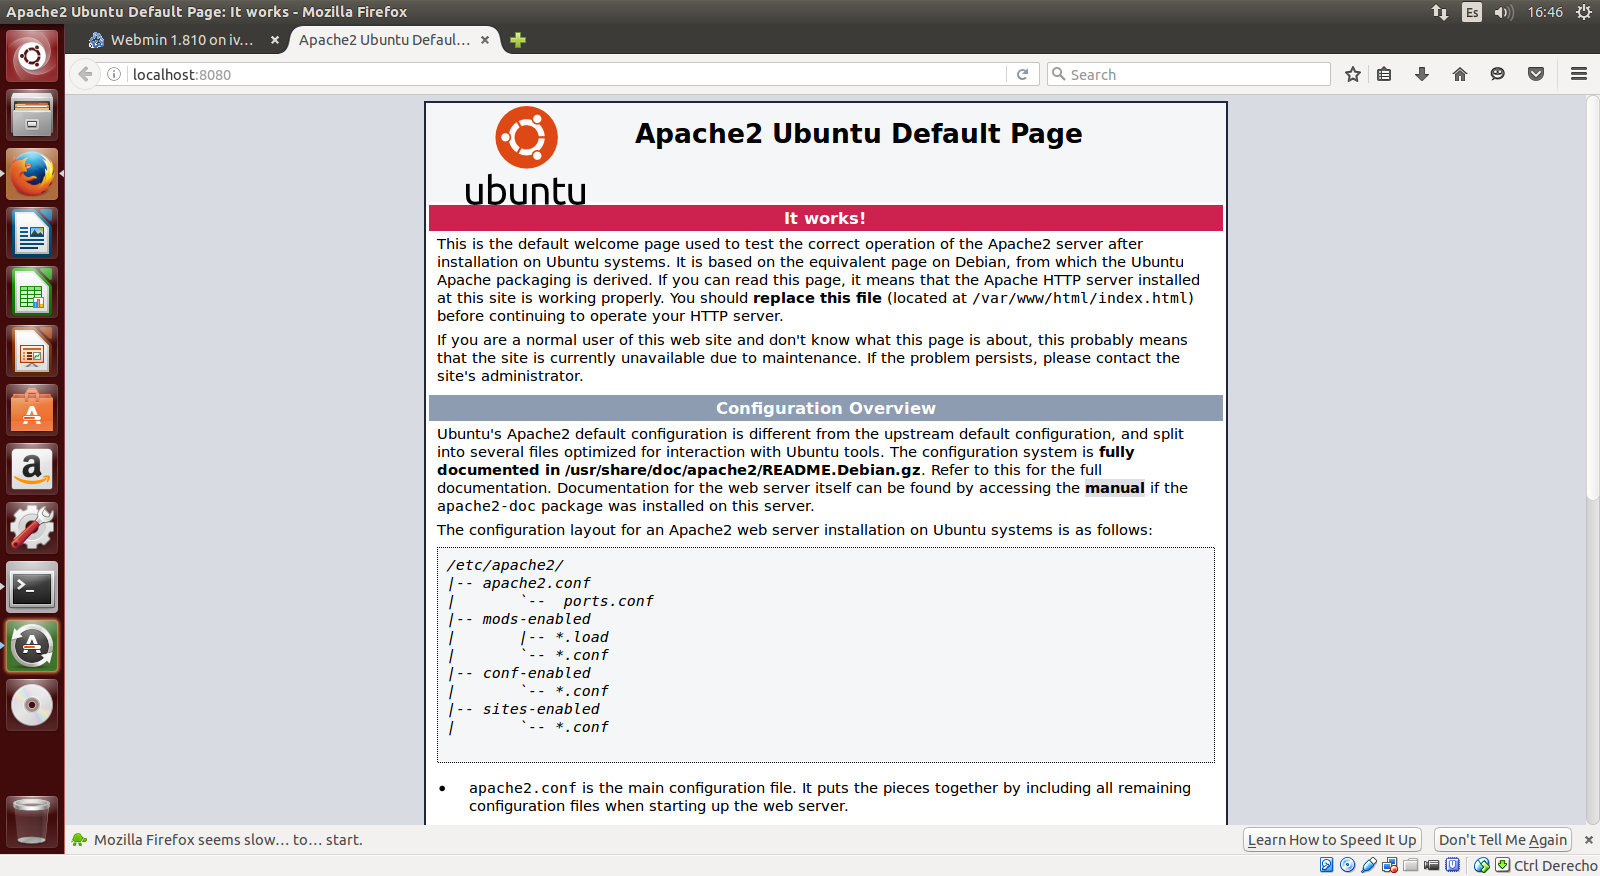 Apache2 Ubuntu Default Page: It works - Mozilla Firefox
Es
16:46
Webmin 1.810 on iv...
Apache2 Ubuntu Defaul...
localhost:8080
Search
ubuntu
Apache2 Ubuntu Default Page
It works!
This is the default welcome page used to test the correct operation of the Apache2 server after
installation on Ubuntu systems. It is based on the equivalent page on Debian, from which the Ubuntu
Apache packaging is derived. If you can read this page, it means that the Apache HTTP server installed
at this site is working properly. You should replace this file (located at /var/www/html/index.html)
before continuing to operate your HTTP server.
If you are a normal user of this web site and don't know what this page is about, this probably means
that the site is currently unavailable due to maintenance. If the problem persists, please contact the
site's administrator.
Configuration Overview
Ubuntu's Apache2 default configuration is different from the upstream default configuration, and split
into several files optimized for interaction with Ubuntu tools. The configuration system is fully
documented in /usr/share/doc/apache2/README.Debian.gz. Refer to this for the full
documentation. Documentation for the web server itself can be found by accessing the manual if the
apache2-doc package was installed on this server.
The configuration layout for an Apache2 web server installation on Ubuntu systems is as follows:
/etc/apache2/
|-- apache2.conf
|       `--  ports.conf
|-- mods-enabled
|       |-- *.load
|       `-- *.conf
|-- conf-enabled
|       `-- *.conf
|-- sites-enabled
|       `-- *.conf
• apache2.conf is the main configuration file. It puts the pieces together by including all remaining
configuration files when starting up the web server.
Mozilla Firefox seems slow... to... start.
Learn How to Speed It Up
Don't Tell Me Again
Ctrl Derecho